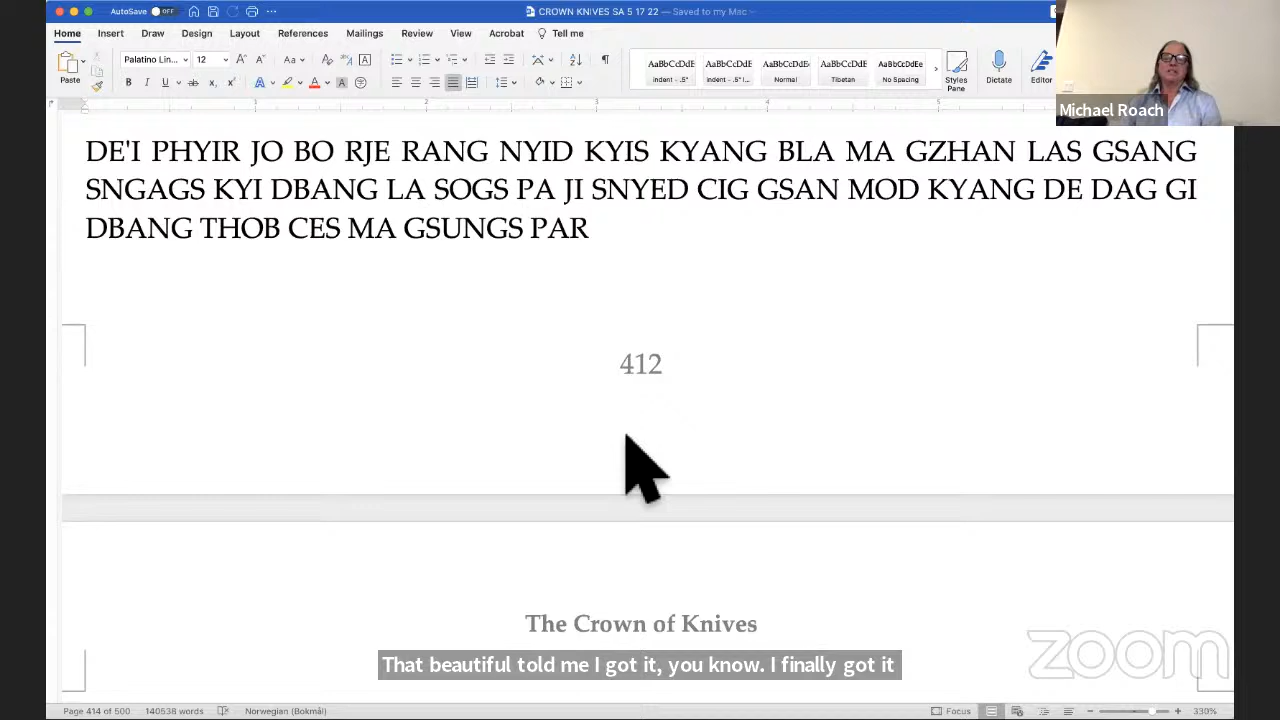 AutoSave OFF CROWN KNIVES SA 5 17 22 — Saved to my Mac
Home Insert Draw Design Layout References Mailings Review View Acrobat Tell me
Paste Palatino Lin... 12
AaBbCcDdE AaBbCcDdE AaBbCcDdE AaBbCcDdE AaBbCcDdEe
indent - .5" indent - .5" I... Normal Tibetan No Spacing
Styles Pane Dictate Editor
Michael Roach
DE'I PHYIR JO BO RJE RANG NYID KYIS KYANG BLA MA GZHAN LAS GSANG
SNGAGS KYI DBANG LA SOGS PA JI SNYED CIG GSAN MOD KYANG DE DAG GI
DBANG THOB CES MA GSUNGS PAR
412
The Crown of Knives
That beautiful told me I got it, you know. I finally got it
zoom
Page 414 of 500 140538 words Norwegian (Bokmål) Focus 330%